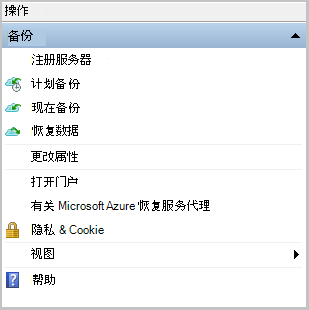 操作
备份
注册服务器
计划备份
现在备份
恢复数据
更改属性
打开门户
有关 Microsoft Azure 恢复服务代理
隐私 & Cookie
视图
帮助